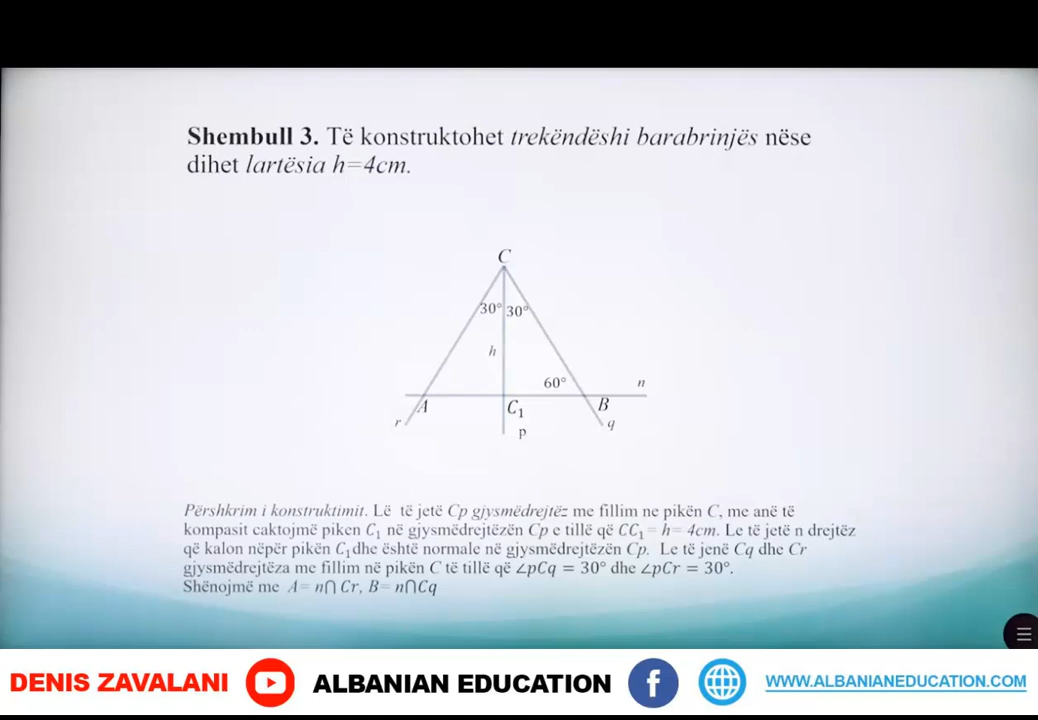 Shembull 3. Të konstruktohet trekëndëshi barabrinjës nëse
dihet lartësia h=4cm.
C
30° 30°
h
60°
n
A
C₁
B
r
p
q
Përshkrim i konstruktimit. Lë të jetë Cp gjysmëdrejtëz me fillim ne pikën C, me anë të
kompasit caktojmë piken C₁ në gjysmëdrejtëzën Cp e tillë që CC₁ = h= 4cm. Le të jetë n drejtëz
që kalon nëpër pikën C₁dhe është normale në gjysmëdrejtëzën Cp. Le të jenë Cq dhe Cr
gjysmëdrejtëza me fillim në pikën C të tillë që ∠pCq = 30° dhe ∠pCr = 30°.
Shënojmë me A= n⋂ Cr, B= n⋂Cq
DENIS ZAVALANI
ALBANIAN EDUCATION
f
WWW.ALBANIANEDUCATION.COM